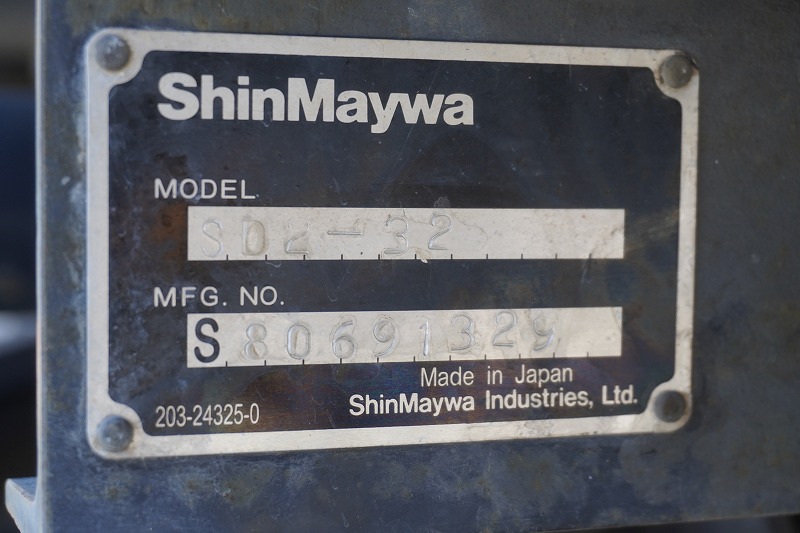 ShinMaywa
MODEL
SD2-32
MFG. NO.
S 80691329
Made in Japan
203-24325-0 ShinMaywa Industries, Ltd.